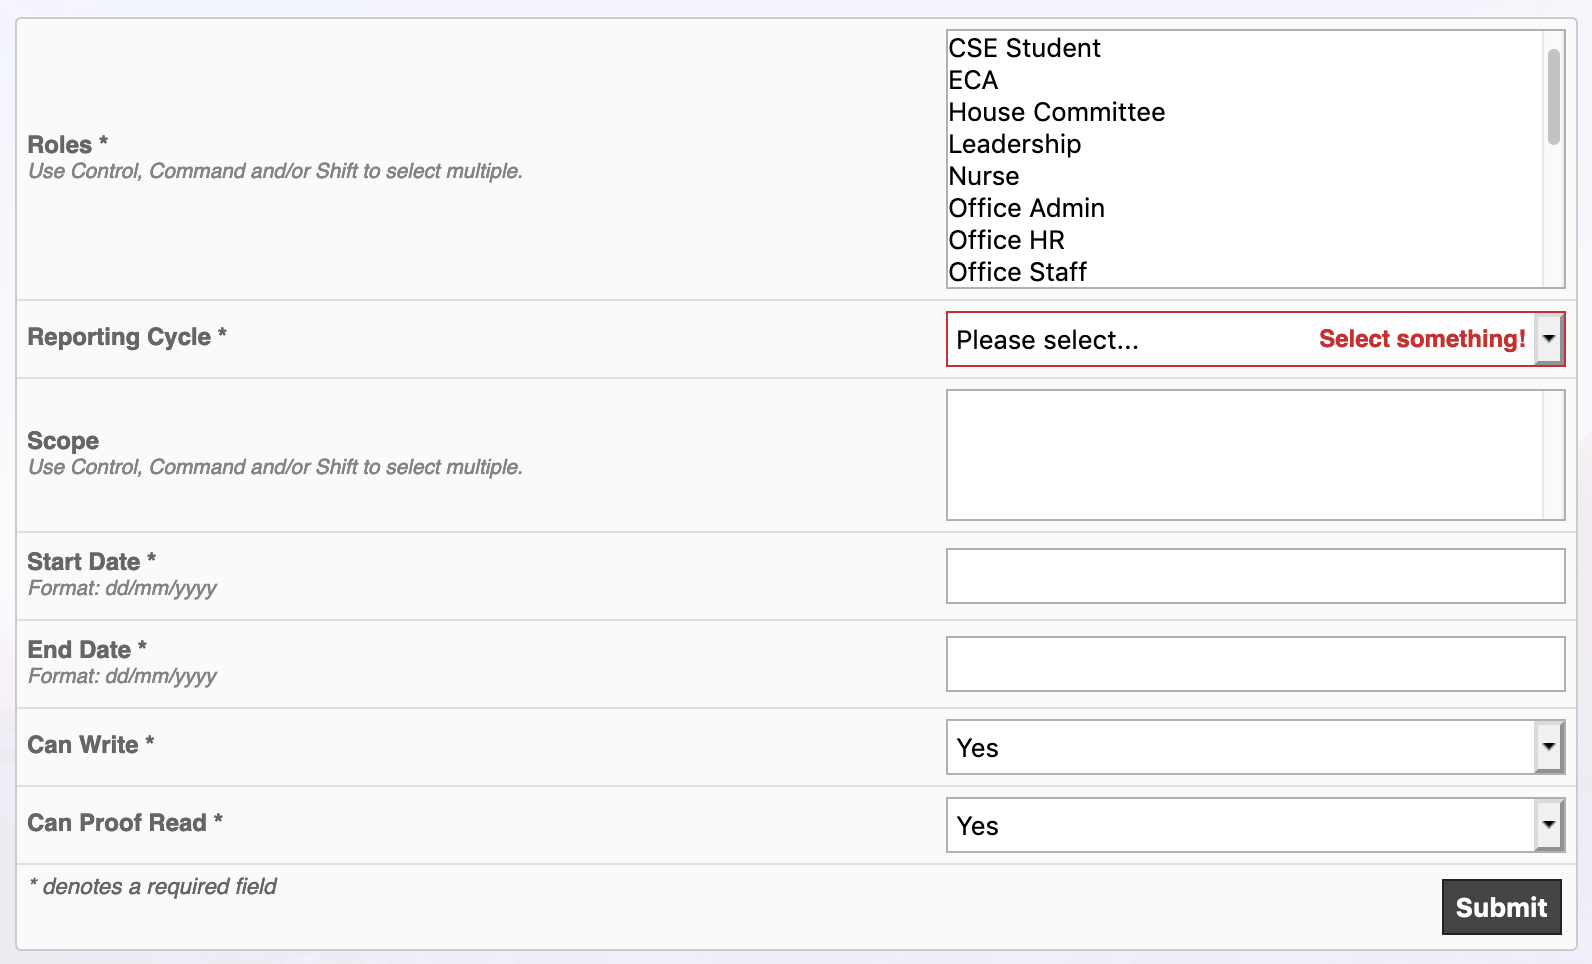 Roles *
Use Control, Command and/or Shift to select multiple.
CSE Student
ECA
House Committee
Leadership
Nurse
Office Admin
Office HR
Office Staff
Reporting Cycle *
Please select... Select something!
Scope
Use Control, Command and/or Shift to select multiple.
Start Date *
Format: dd/mm/yyyy
End Date *
Format: dd/mm/yyyy
Can Write *
Yes
Can Proof Read *
Yes
* denotes a required field
Submit